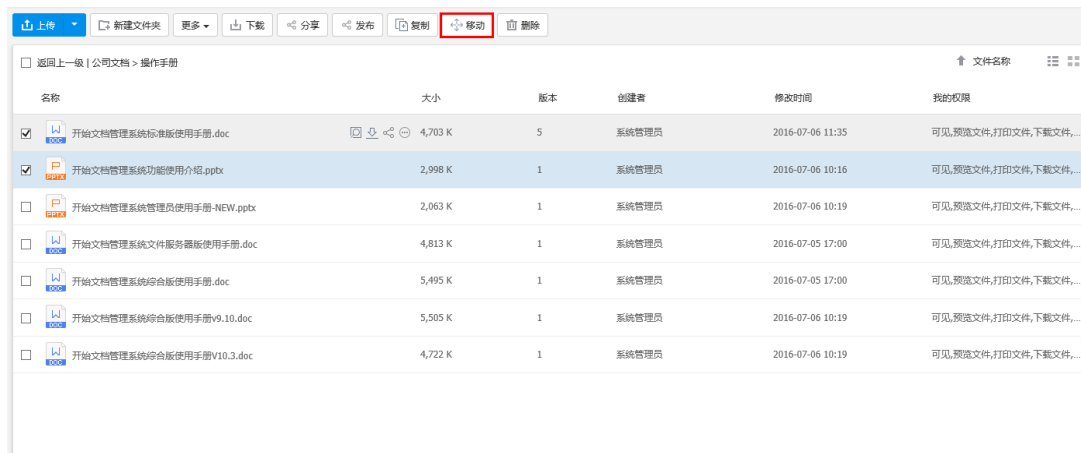 上传 新建文件夹 更多 下载 分享 发布 复制 移动 删除
返回上一级 | 公司文档 > 操作手册 文件名称
名称 大小 版本 创建者 修改时间 我的权限
DOC 开始文档管理系统标准版使用手册.doc 4,703 K 5 系统管理员 2016-07-06 11:35 可见,预览文件,打印文件,下载文件,...
PPTX 开始文档管理系统功能使用介绍.pptx 2,998 K 1 系统管理员 2016-07-06 10:16 可见,预览文件,打印文件,下载文件,...
PPTX 开始文档管理系统管理员使用手册-NEW.pptx 2,063 K 1 系统管理员 2016-07-06 10:19 可见,预览文件,打印文件,下载文件,...
DOC 开始文档管理系统文件服务器版使用手册.doc 4,813 K 1 系统管理员 2016-07-05 17:00 可见,预览文件,打印文件,下载文件,...
DOC 开始文档管理系统综合版使用手册.doc 5,495 K 1 系统管理员 2016-07-05 17:00 可见,预览文件,打印文件,下载文件,...
DOC 开始文档管理系统综合版使用手册v9.10.doc 5,505 K 1 系统管理员 2016-07-06 10:19 可见,预览文件,打印文件,下载文件,...
DOC 开始文档管理系统综合版使用手册V10.3.doc 4,722 K 1 系统管理员 2016-07-06 10:19 可见,预览文件,打印文件,下载文件,...